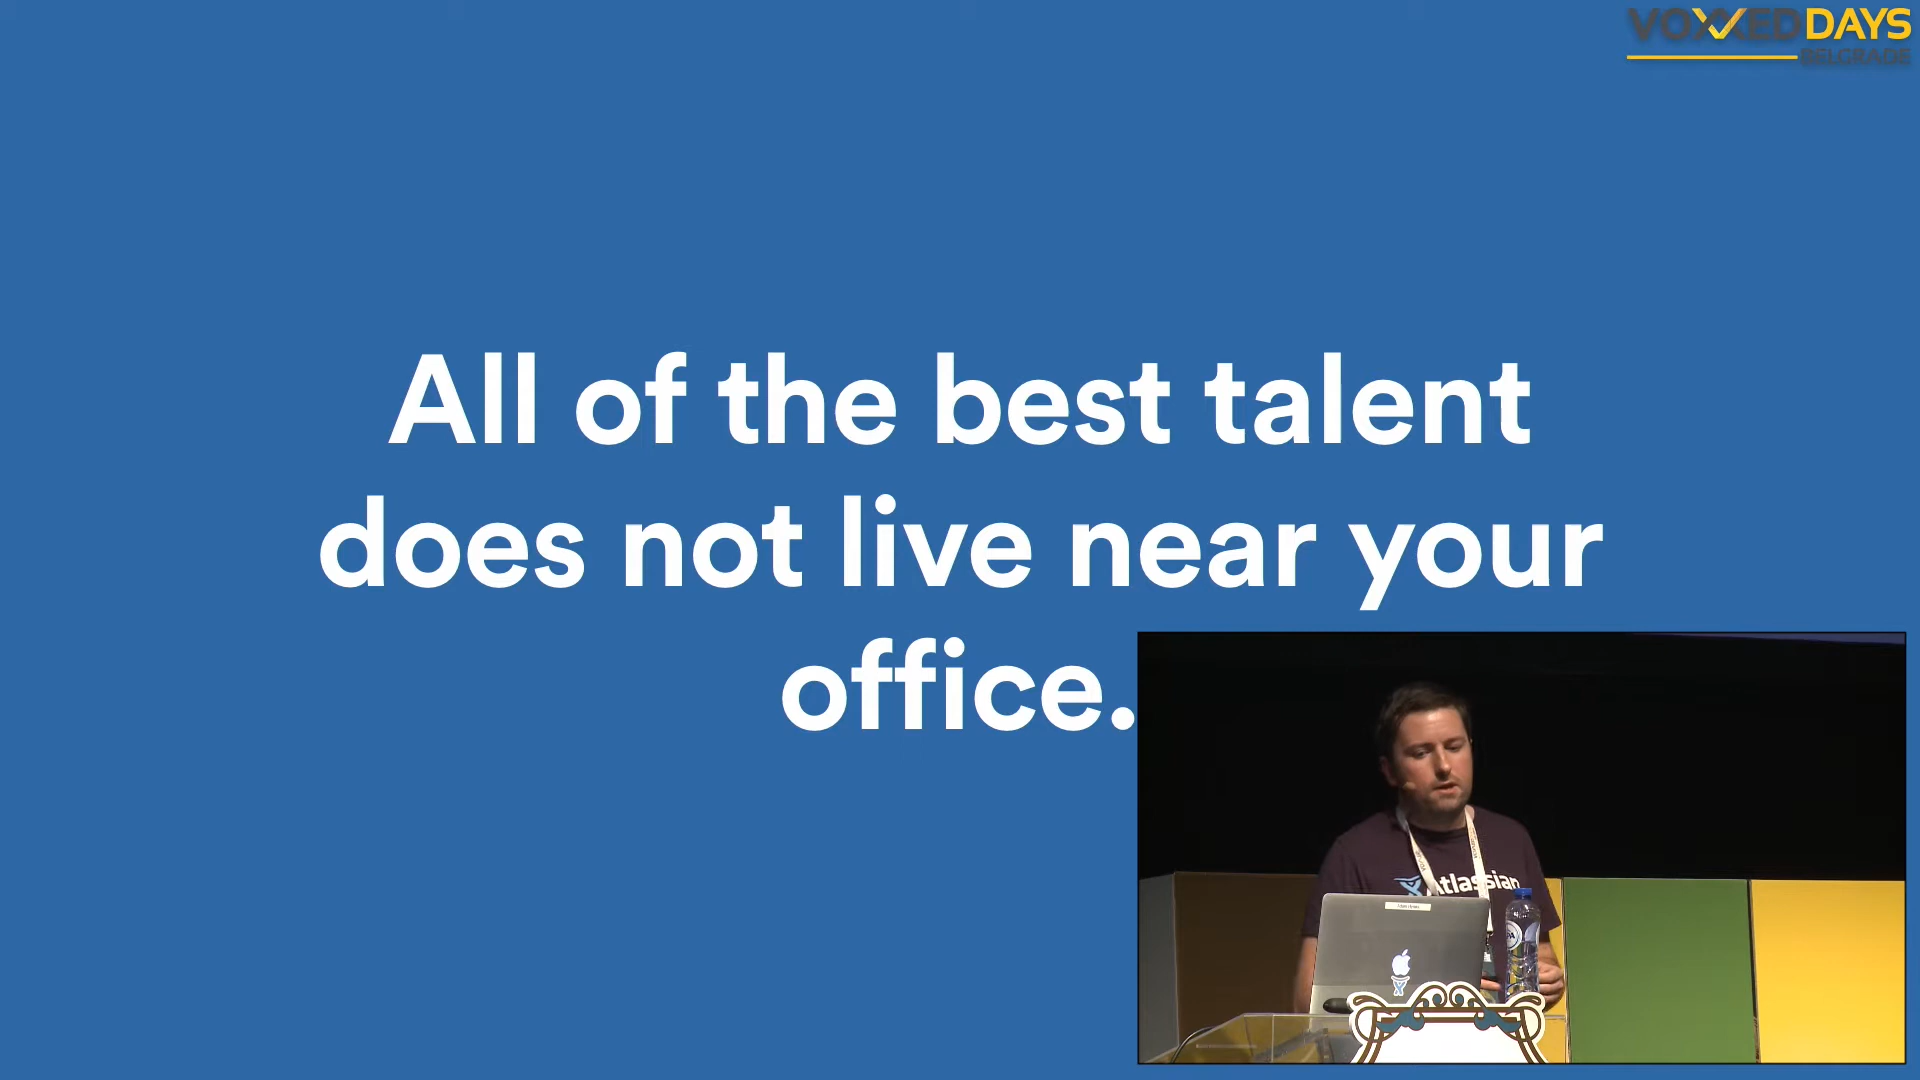 VOXXED DAYS
BELGRADE
All of the best talent
does not live near your
office.
Atlassian